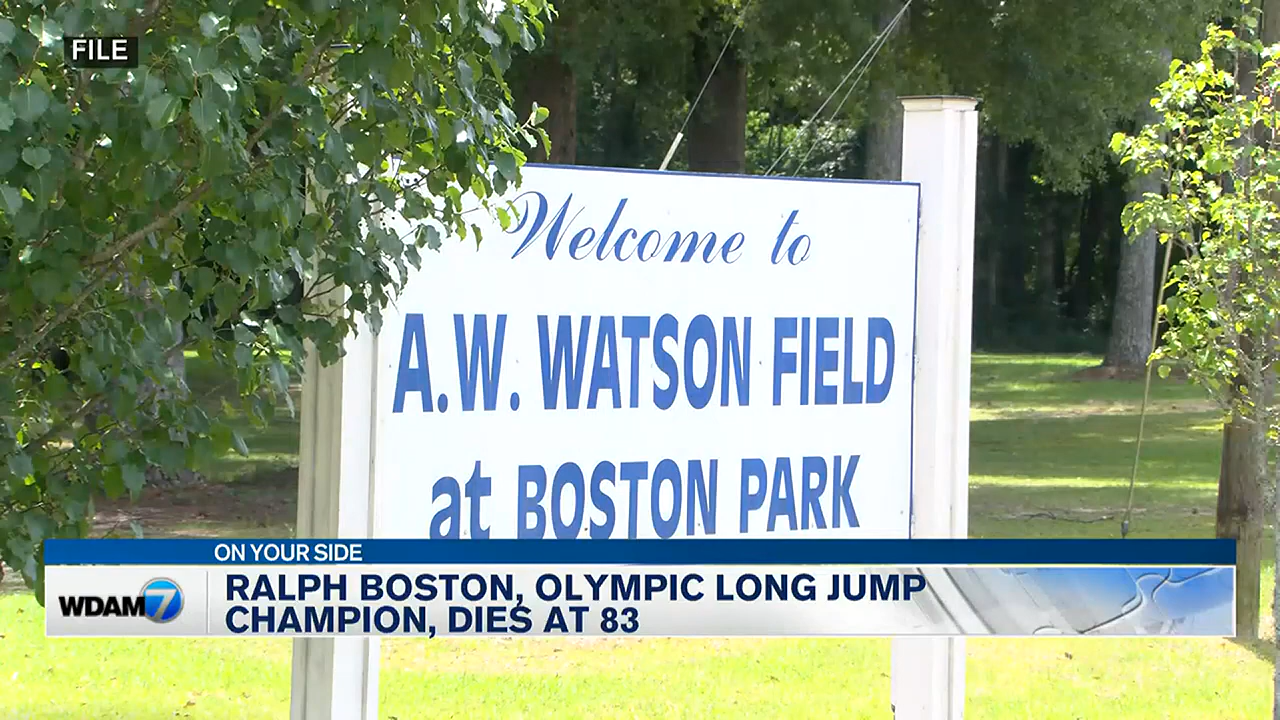 FILE
Welcome to
A.W. WATSON FIELD
at BOSTON PARK
ON YOUR SIDE
WDAM7
RALPH BOSTON, OLYMPIC LONG JUMP
CHAMPION, DIES AT 83